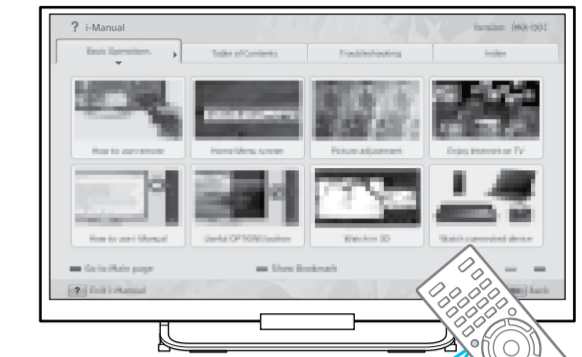 ? i-Manual
Basic Operations Table of Contents Troubleshooting Index
How to use remote Home Menu screen Picture adjustment Enjoy Internet on TV
How to use i-Manual Useful OPTIONS button Watch in 3D Watch connected device
Go to Main page Show Bookmark
? Exit i-Manual Back